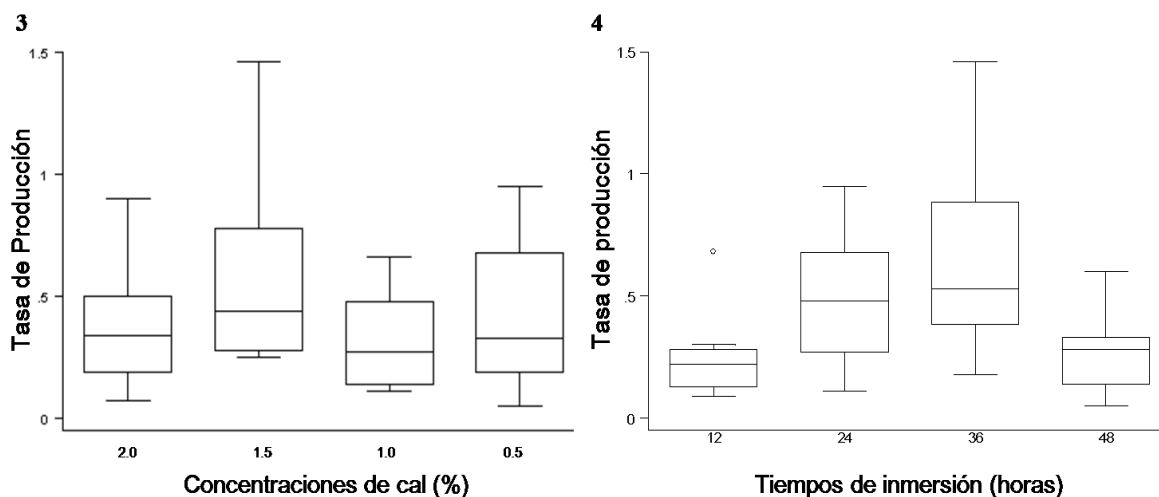 3
Tasa de Producción
1.5
1
.5
0
2.0 1.5 1.0 0.5
Concentraciones de cal (%)
4
Tasa de producción
1.5
1
.5
0
12 24 36 48
Tiempos de inmersión (horas)